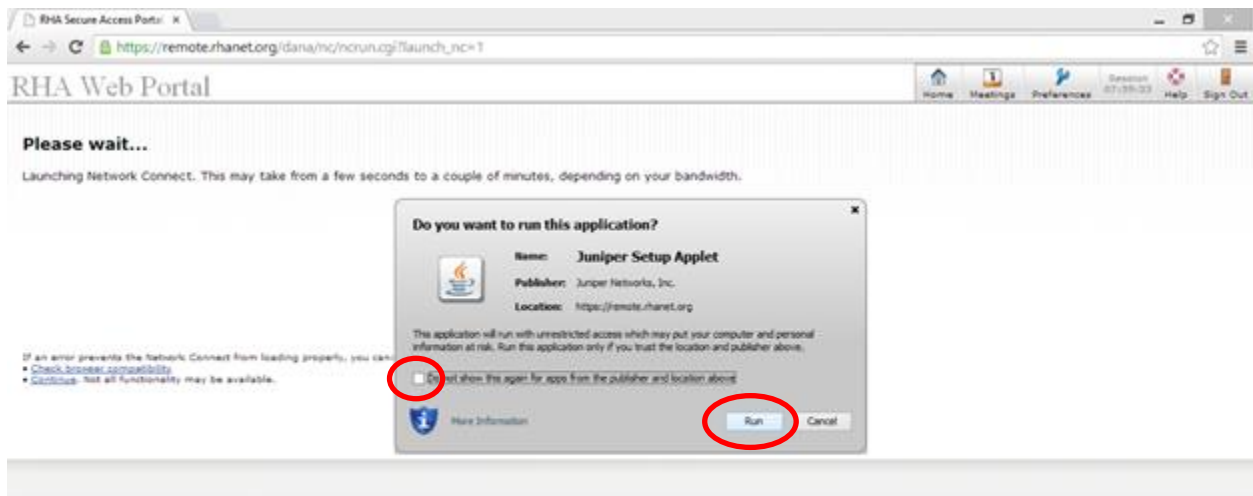 RHA Secure Access Portal
https://remote.rhanet.org/dana/nc/ncrun.cgi?launch_nc=1
RHA Web Portal
Home Meetings Preferences Session Help Sign Out
Please wait...
Launching Network Connect. This may take from a few seconds to a couple of minutes, depending on your bandwidth.
Do you want to run this application?
Name: Juniper Setup Applet
Publisher: Juniper Networks, Inc.
Location: https://remote.rhanet.org
This application will run with unrestricted access which may put your computer and personal
information at risk. Run this application only if you trust the location and publisher above.
If an error prevents the Network Connect from loading properly, you can
• Check browser compatibility
• Continue. Not all functionality may be available.
Do not show this again for apps from the publisher and location above
More Information
Run Cancel